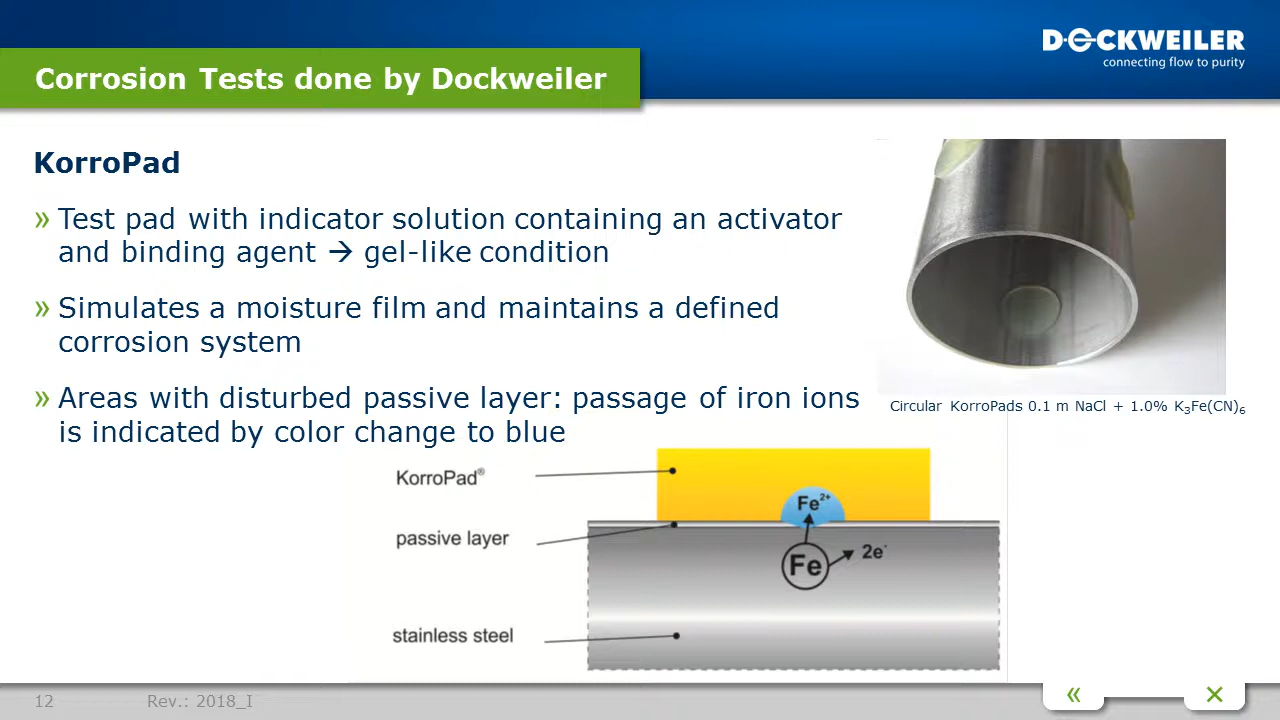 DOCKWEILER
connecting flow to purity
Corrosion Tests done by Dockweiler
KorroPad
» Test pad with indicator solution containing an activator
and binding agent → gel-like condition
» Simulates a moisture film and maintains a defined
corrosion system
» Areas with disturbed passive layer: passage of iron ions
is indicated by color change to blue
Circular KorroPads 0.1 m NaCl + 1.0% K₃Fe(CN)₆
KorroPad®
Fe²⁺
passive layer
Fe
2e⁻
stainless steel
12 Rev.: 2018_I